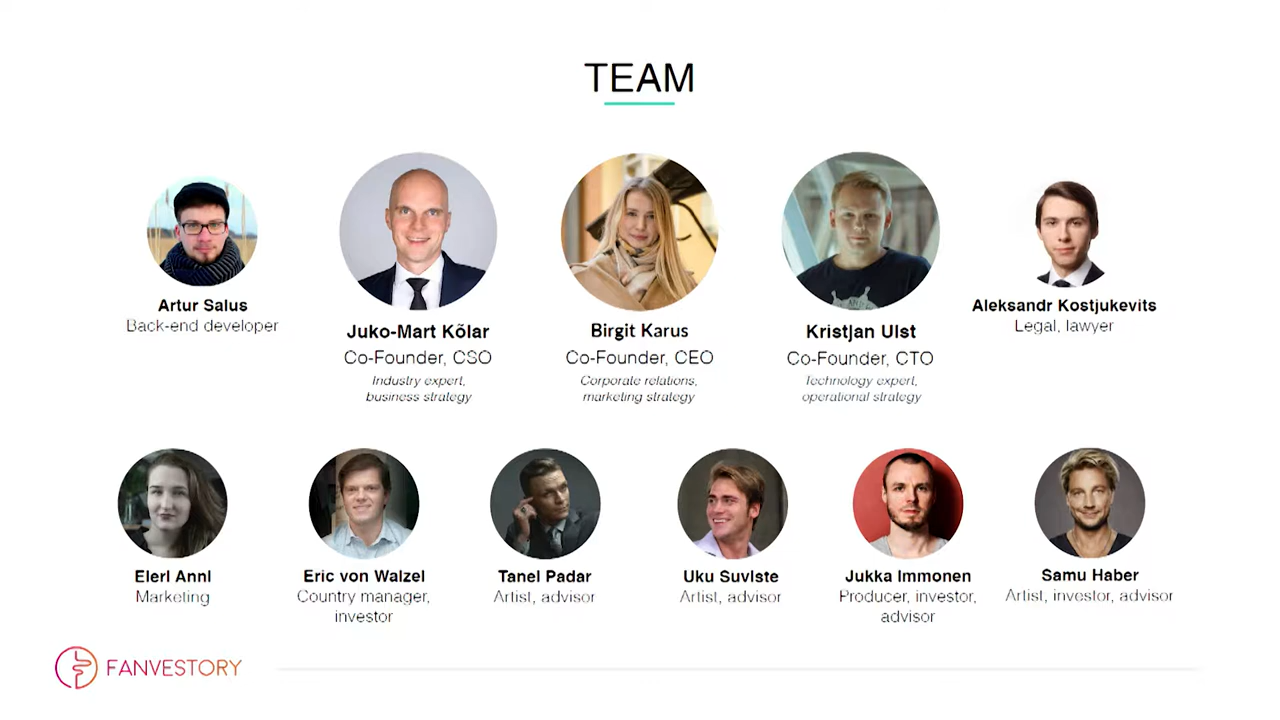 TEAM
Artur Salus
Back-end developer
Juko-Mart Kõlar
Co-Founder, CSO
Industry expert,
business strategy
Birgit Karus
Co-Founder, CEO
Corporate relations,
marketing strategy
Kristjan Ulst
Co-Founder, CTO
Technology expert,
operational strategy
Aleksandr Kostjukevits
Legal, lawyer
Eleri Anni
Marketing
Eric von Walzel
Country manager,
investor
Tanel Padar
Artist, advisor
Uku Suviste
Artist, advisor
Jukka Immonen
Producer, investor,
advisor
Samu Haber
Artist, investor, advisor
FANVESTORY